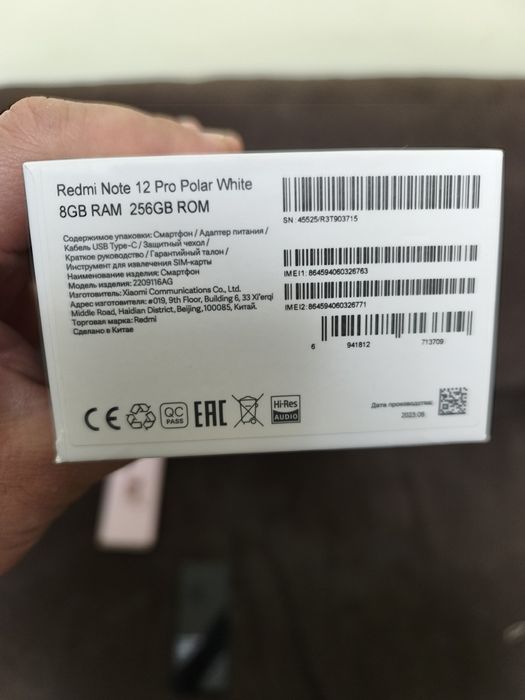 Redmi Note 12 Pro Polar White
8GB RAM 256GB ROM
Содержимое упаковки: Смартфон / Адаптер питания /
Кабель USB Type-C / Защитный чехол /
Краткое руководство / Гарантийный талон /
Инструмент для извлечения SIM-карты
Наименование изделия: Смартфон
Модель изделия: 2209116AG
Изготовитель: Xiaomi Communications Co., Ltd.
Адрес изготовителя: #019, 9th Floor, Building 6, 33 Xi'erqi
Middle Road, Haidian District, Beijing, 100085, Китай.
Торговая марка: Redmi
Сделано в Китае
SN: 45525/R3T903715
IMEI1: 864594060326763
IMEI2: 864594060326771
6 941812 713709
CE
QC
PASS
EAC
Hi-Res
AUDIO
Дата производства:
2023.06